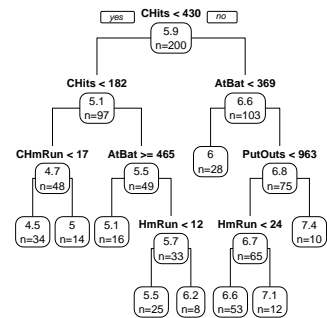 yes CHits < 430 no
5.9
n=200
CHits < 182 AtBat < 369
5.1 6.6
n=97 n=103
CHmRun < 17 AtBat >= 465 PutOuts < 963
4.7 5.5 6 6.8
n=48 n=49 n=28 n=75
HmRun < 12 HmRun < 24
4.5 5 5.1 5.7 6.7 7.4
n=34 n=14 n=16 n=33 n=65 n=10
5.5 6.2 6.6 7.1
n=25 n=8 n=53 n=12